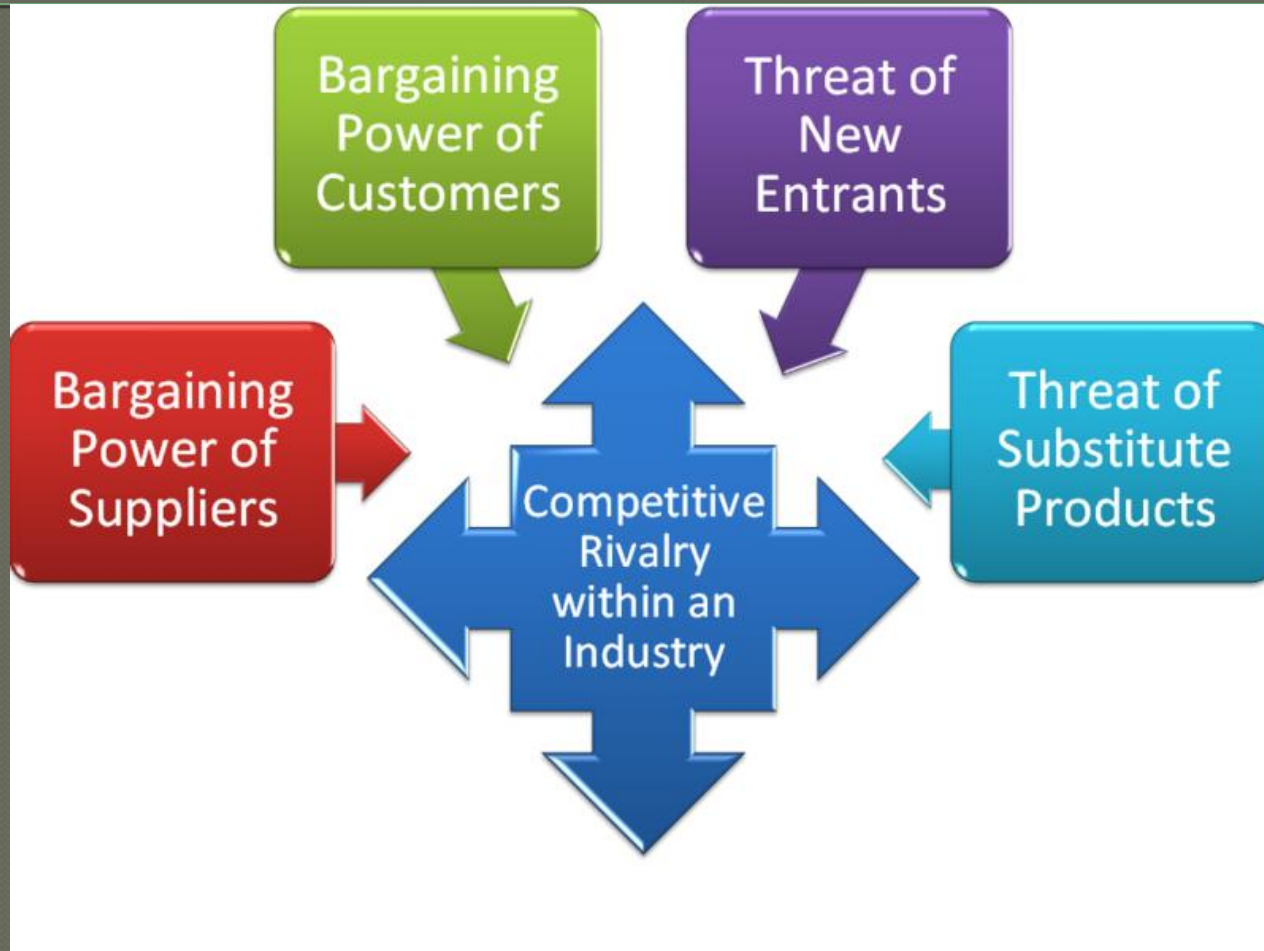 Bargaining
Power of
Customers
Threat of
New
Entrants
Bargaining
Power of
Suppliers
Threat of
Substitute
Products
Competitive
Rivalry
within an
Industry